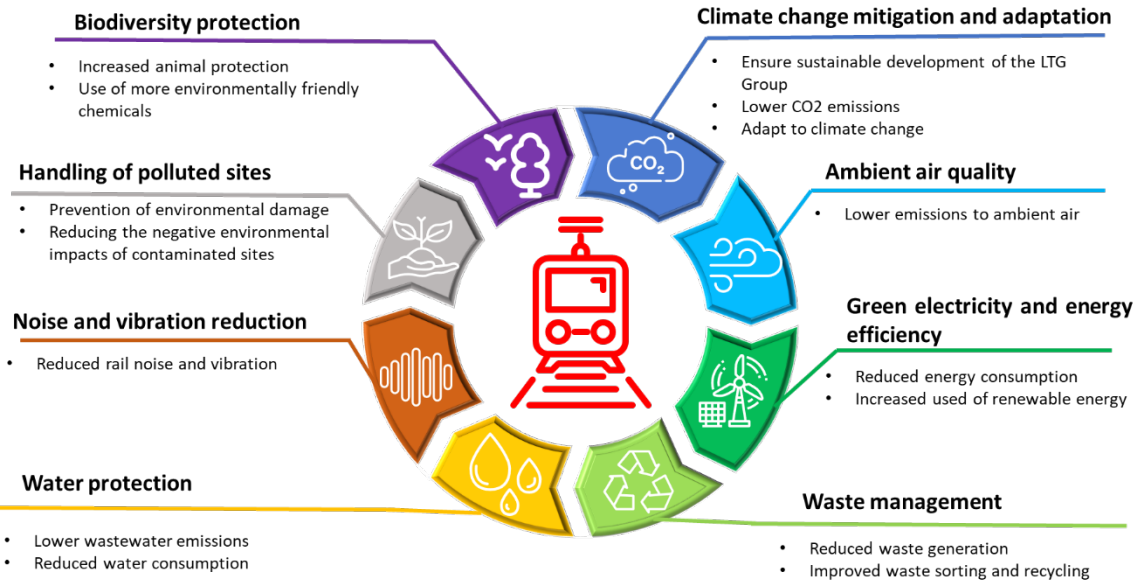 Biodiversity protection
• Increased animal protection
• Use of more environmentally friendly
chemicals
Climate change mitigation and adaptation
• Ensure sustainable development of the LTG
Group
• Lower CO2 emissions
• Adapt to climate change
CO₂
Handling of polluted sites
• Prevention of environmental damage
• Reducing the negative environmental
impacts of contaminated sites
Ambient air quality
• Lower emissions to ambient air
Noise and vibration reduction
• Reduced rail noise and vibration
Green electricity and energy
efficiency
• Reduced energy consumption
• Increased used of renewable energy
Water protection
• Lower wastewater emissions
• Reduced water consumption
Waste management
• Reduced waste generation
• Improved waste sorting and recycling